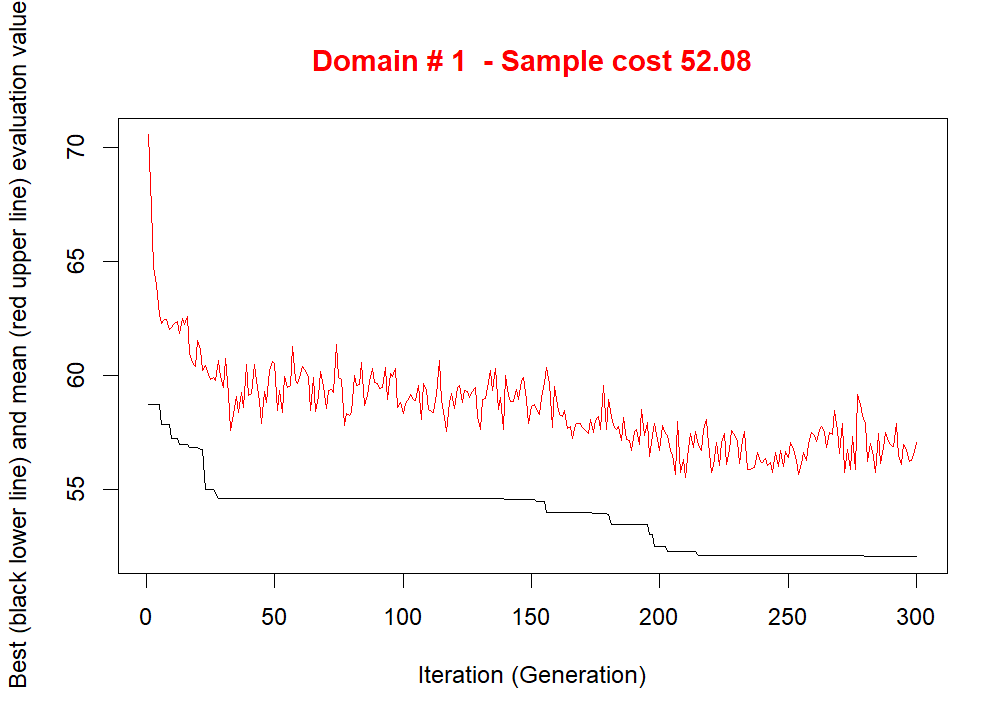 Domain # 1  - Sample cost 52.08
Best (black lower line) and mean (red upper line) evaluation value
70
65
60
55
0 50 100 150 200 250 300
Iteration (Generation)